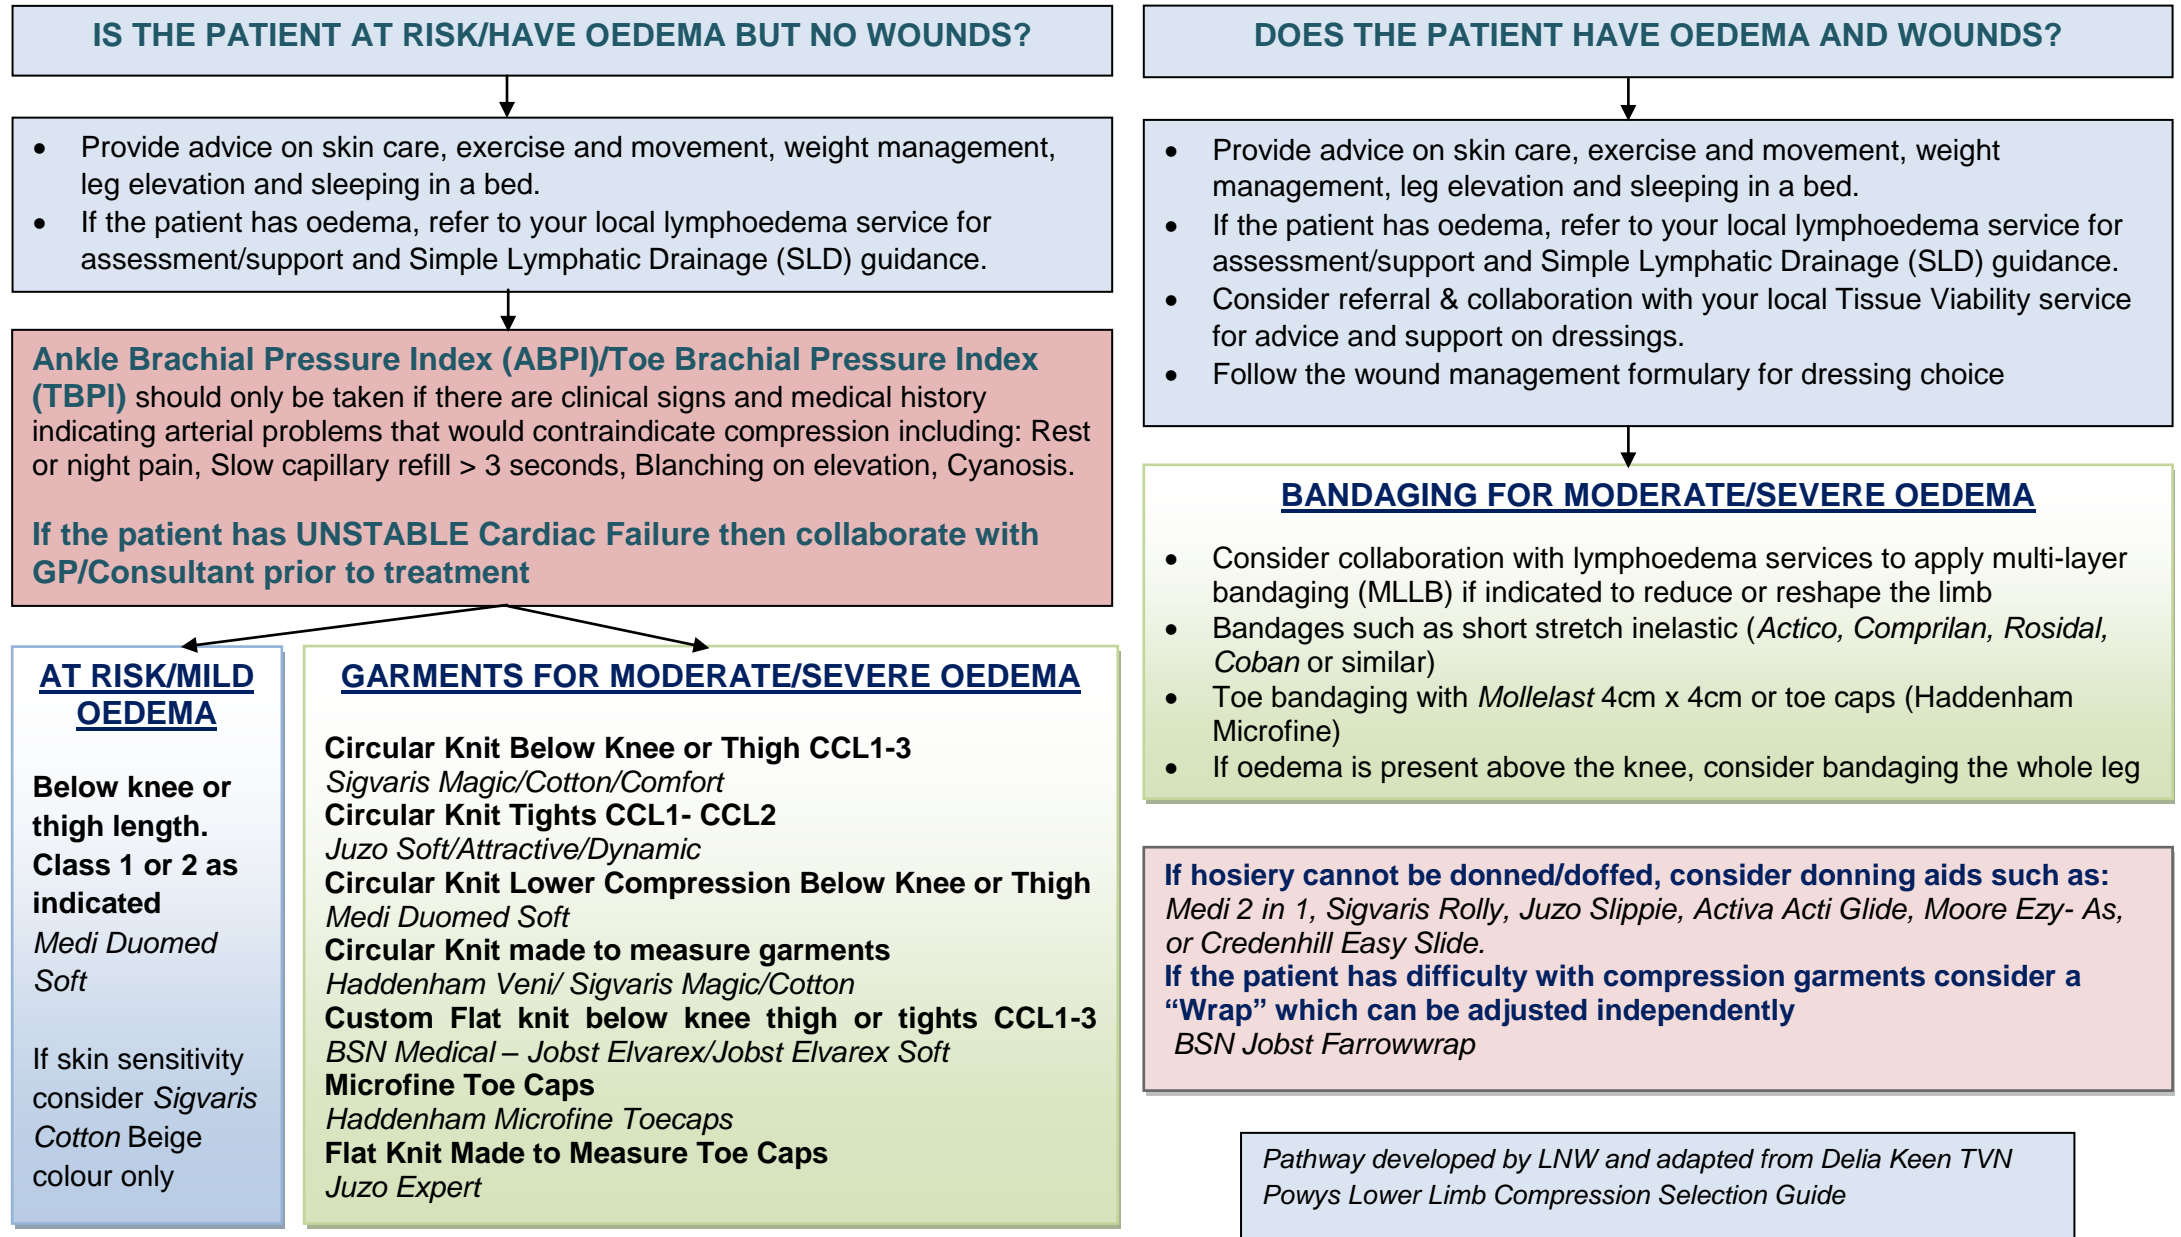 IS THE PATIENT AT RISK/HAVE OEDEMA BUT NO WOUNDS?
• Provide advice on skin care, exercise and movement, weight management,
leg elevation and sleeping in a bed.
• If the patient has oedema, refer to your local lymphoedema service for
assessment/support and Simple Lymphatic Drainage (SLD) guidance.
Ankle Brachial Pressure Index (ABPI)/Toe Brachial Pressure Index
(TBPI) should only be taken if there are clinical signs and medical history
indicating arterial problems that would contraindicate compression including: Rest
or night pain, Slow capillary refill > 3 seconds, Blanching on elevation, Cyanosis.
If the patient has UNSTABLE Cardiac Failure then collaborate with
GP/Consultant prior to treatment
AT RISK/MILD
OEDEMA
Below knee or
thigh length.
Class 1 or 2 as
indicated
Medi Duomed
Soft
If skin sensitivity
consider Sigvaris
Cotton Beige
colour only
GARMENTS FOR MODERATE/SEVERE OEDEMA
Circular Knit Below Knee or Thigh CCL1-3
Sigvaris Magic/Cotton/Comfort
Circular Knit Tights CCL1- CCL2
Juzo Soft/Attractive/Dynamic
Circular Knit Lower Compression Below Knee or Thigh
Medi Duomed Soft
Circular Knit made to measure garments
Haddenham Veni/ Sigvaris Magic/Cotton
Custom Flat knit below knee thigh or tights CCL1-3
BSN Medical – Jobst Elvarex/Jobst Elvarex Soft
Microfine Toe Caps
Haddenham Microfine Toecaps
Flat Knit Made to Measure Toe Caps
Juzo Expert
DOES THE PATIENT HAVE OEDEMA AND WOUNDS?
• Provide advice on skin care, exercise and movement, weight
management, leg elevation and sleeping in a bed.
• If the patient has oedema, refer to your local lymphoedema service for
assessment/support and Simple Lymphatic Drainage (SLD) guidance.
• Consider referral & collaboration with your local Tissue Viability service
for advice and support on dressings.
• Follow the wound management formulary for dressing choice
BANDAGING FOR MODERATE/SEVERE OEDEMA
• Consider collaboration with lymphoedema services to apply multi-layer
bandaging (MLLB) if indicated to reduce or reshape the limb
• Bandages such as short stretch inelastic (Actico, Comprilan, Rosidal,
Coban or similar)
• Toe bandaging with Mollelast 4cm x 4cm or toe caps (Haddenham
Microfine)
• If oedema is present above the knee, consider bandaging the whole leg
If hosiery cannot be donned/doffed, consider donning aids such as:
Medi 2 in 1, Sigvaris Rolly, Juzo Slippie, Activa Acti Glide, Moore Ezy- As,
or Credenhill Easy Slide.
If the patient has difficulty with compression garments consider a
“Wrap” which can be adjusted independently
BSN Jobst Farrowwrap
Pathway developed by LNW and adapted from Delia Keen TVN
Powys Lower Limb Compression Selection Guide